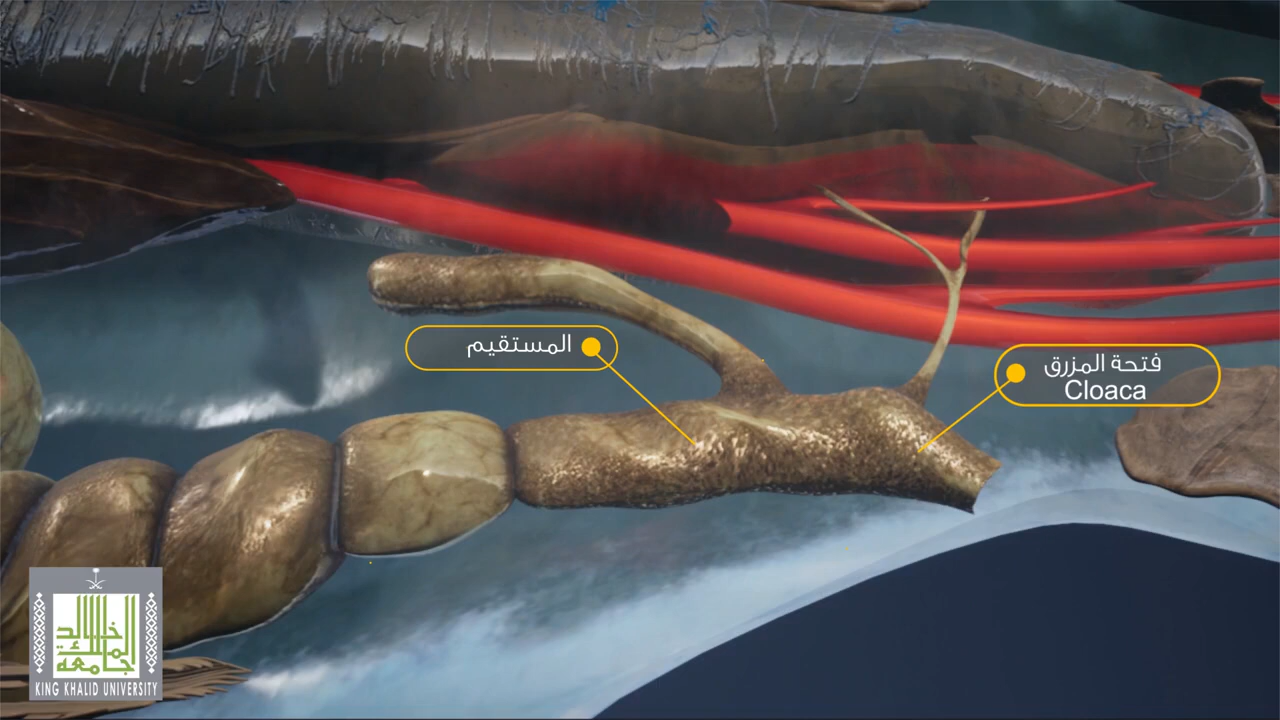 المستقيم
فتحة المزرق
Cloaca
جامعة
الملك خالد
KING KHALID UNIVERSITY